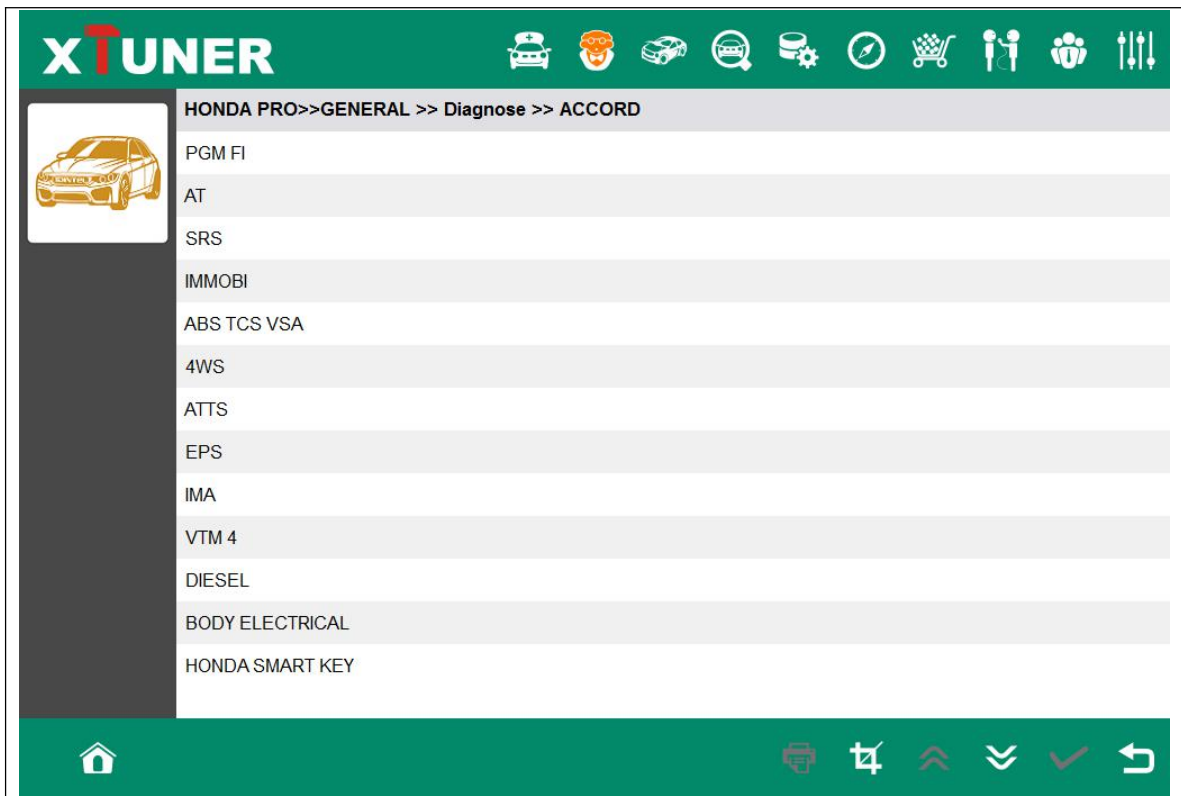 XTUNER
HONDA PRO>>GENERAL >> Diagnose >> ACCORD
PGM FI
AT
SRS
IMMOBI
ABS TCS VSA
4WS
ATTS
EPS
IMA
VTM 4
DIESEL
BODY ELECTRICAL
HONDA SMART KEY